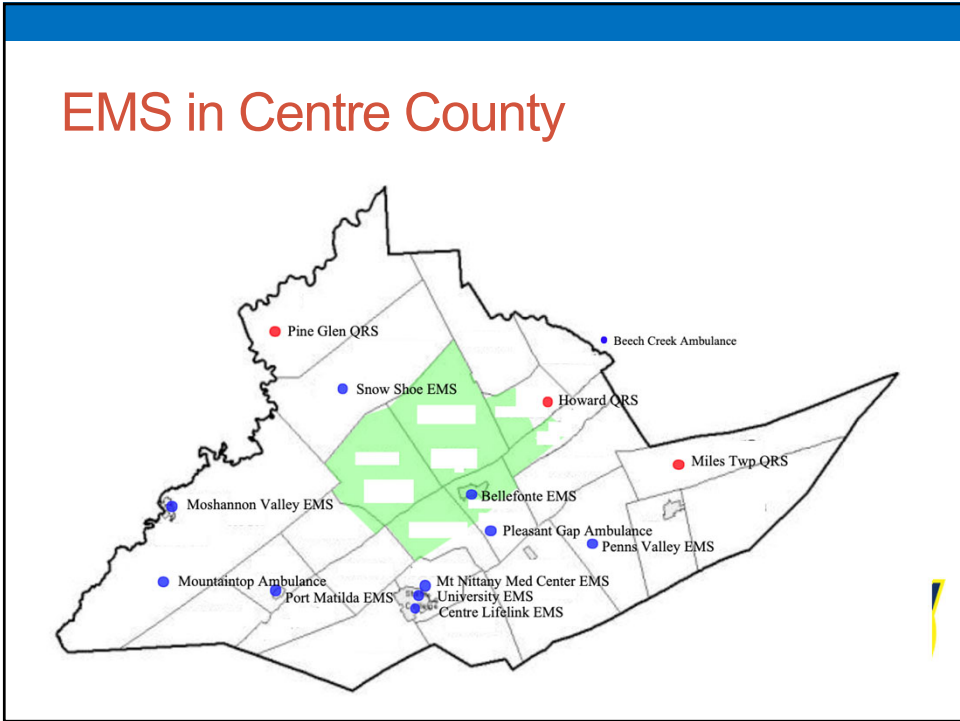 EMS in Centre County
Pine Glen QRS
Beech Creek Ambulance
Snow Shoe EMS
Howard QRS
Miles Twp QRS
Bellefonte EMS
Moshannon Valley EMS
Pleasant Gap Ambulance
Penns Valley EMS
Mountaintop Ambulance
Mt Nittany Med Center EMS
Port Matilda EMS
University EMS
Centre Lifelink EMS